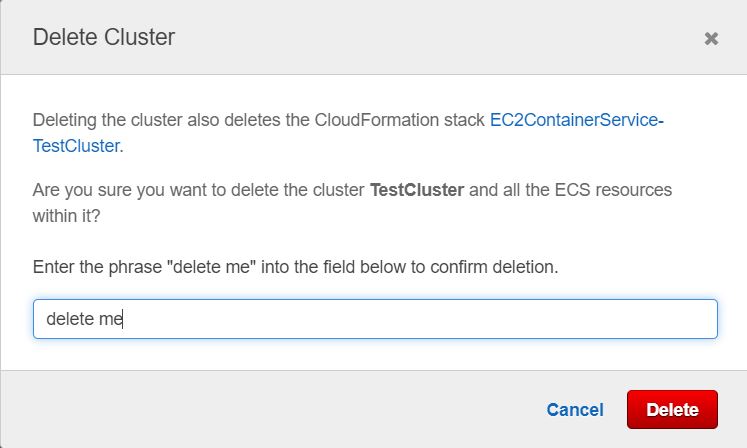 Delete Cluster
Deleting the cluster also deletes the CloudFormation stack EC2ContainerService-
TestCluster.
Are you sure you want to delete the cluster TestCluster and all the ECS resources
within it?
Enter the phrase "delete me" into the field below to confirm deletion.
delete me
Cancel Delete